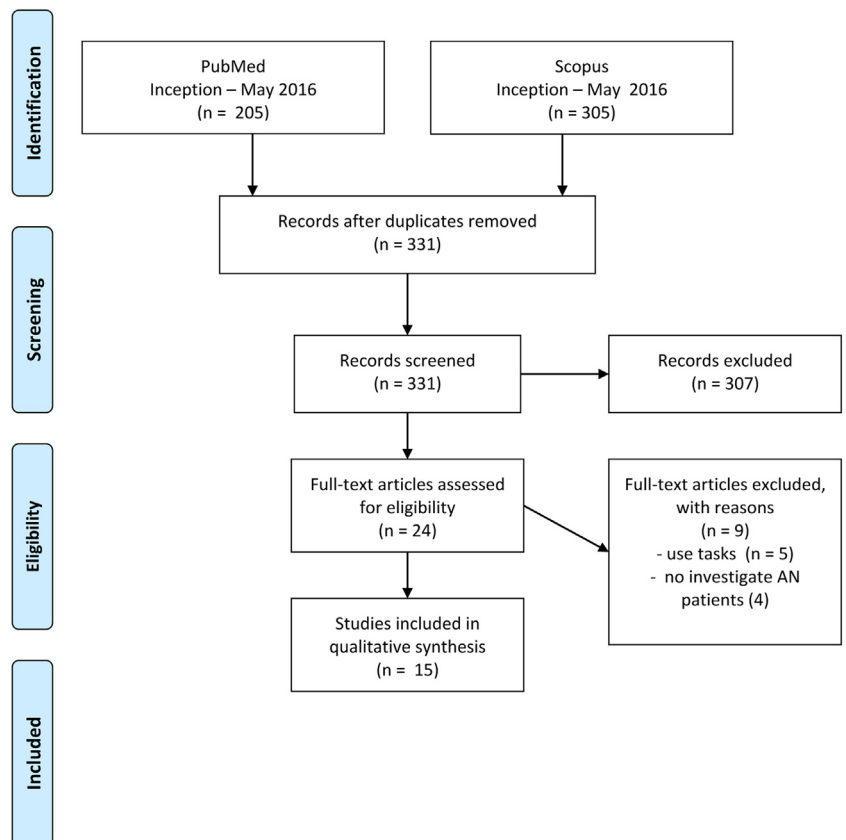 Identification
PubMed
Inception – May 2016
(n =  205)
Scopus
Inception – May  2016
(n = 305)
Records after duplicates removed
(n = 331)
Screening
Records screened
(n = 331)
Records excluded
(n = 307)
Eligibility
Full-text articles assessed
for eligibility
(n = 24)
Full-text articles excluded,
with reasons
(n = 9)
- use tasks  (n = 5)
-  no investigate AN
patients (4)
Studies included in
qualitative synthesis
(n =  15)
Included